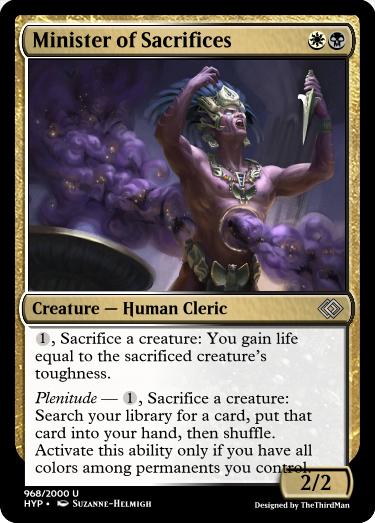 Minister of Sacrifices
Creature — Human Cleric
1, Sacrifice a creature: You gain life
equal to the sacrificed creature's
toughness.
Plenitude — 1, Sacrifice a creature:
Search your library for a card, put that
card into your hand, then shuffle.
Activate this ability only if you have all
colors among permanents you control.
2/2
968/2000 U
HYP • Suzanne-Helmigh
Designed by TheThirdMan